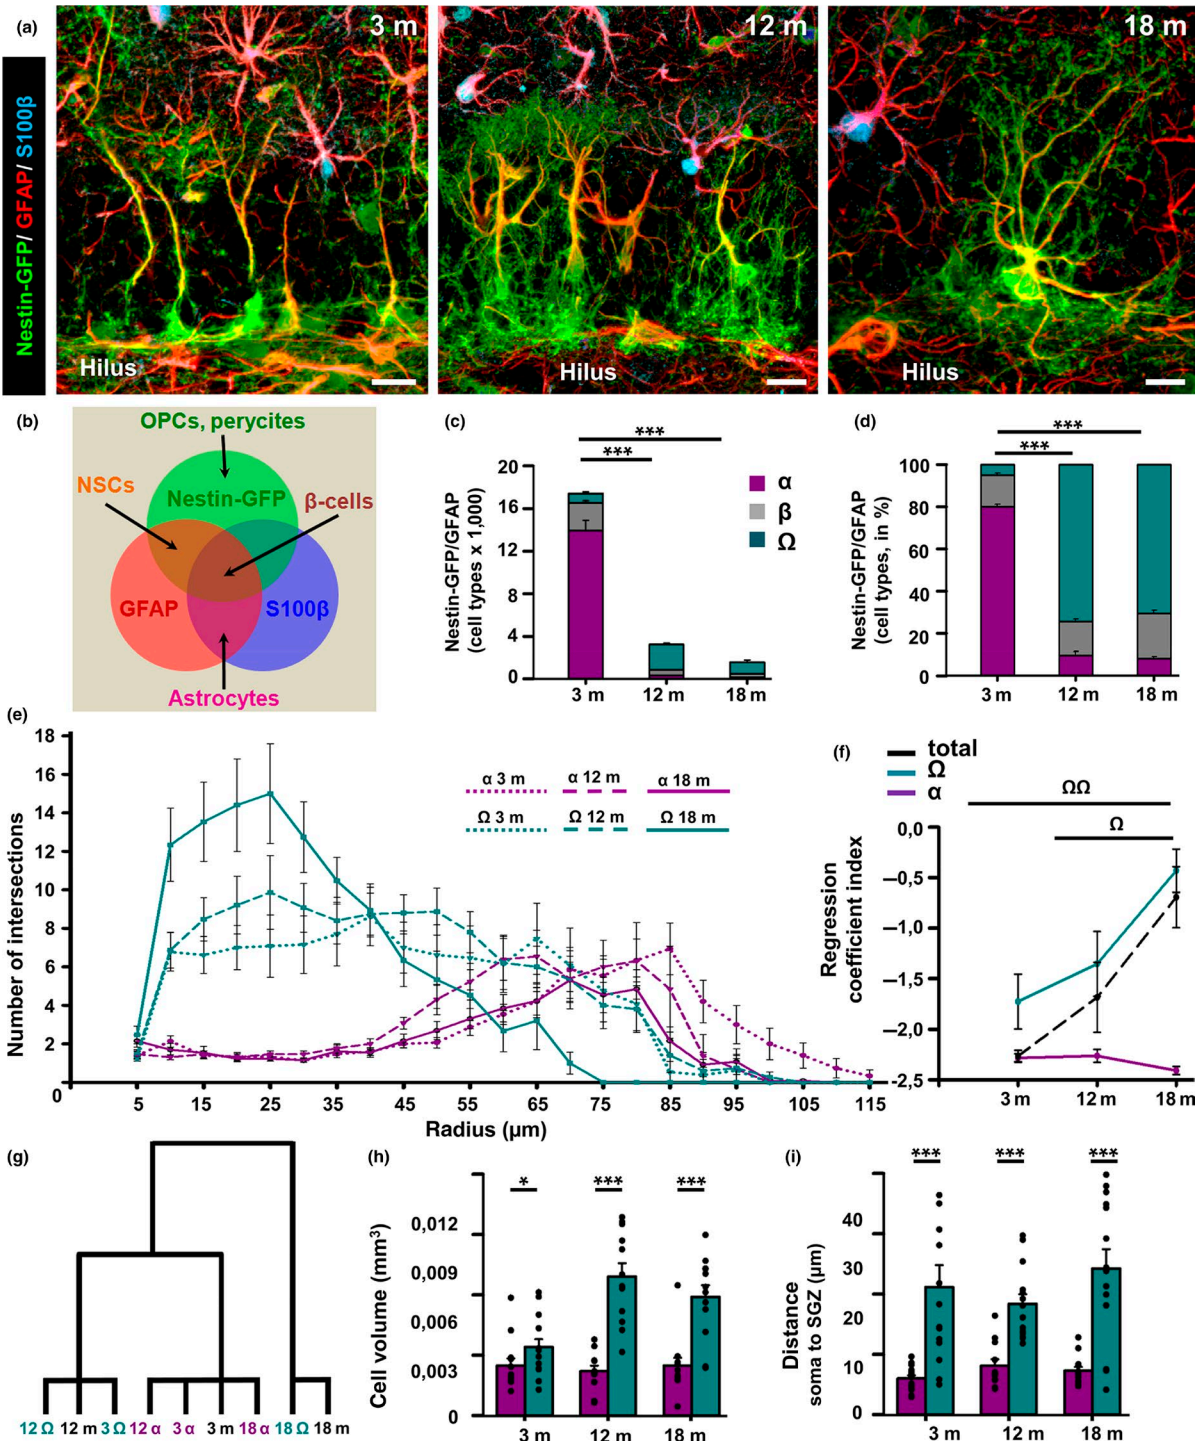 (a)
Nestin-GFP/ GFAP/ S100β
3 m
Hilus
12 m
Hilus
18 m
Hilus
(b)
OPCs, perycites
NSCs
Nestin-GFP
β-cells
GFAP
S100β
Astrocytes
(c)
***
***
Nestin-GFP/GFAP
(cell types x 1,000)
20
16
12
8
4
0
α
β
Ω
3 m
12 m
18 m
(d)
***
***
Nestin-GFP/GFAP
(cell types, in %)
100
80
60
40
20
0
3 m
12 m
18 m
(e)
Number of intersections
18
16
14
12
10
8
6
4
2
0
α 3 m
α 12 m
α 18 m
Ω 3 m
Ω 12 m
Ω 18 m
5
15
25
35
45
55
65
75
85
95
105
115
Radius (µm)
(f)
total
Ω
α
ΩΩ
Ω
Regression
coefficient index
0,0
–0,5
–1,0
–1,5
–2,0
–2,5
3 m
12 m
18 m
(g)
12 Ω
12 m
3 Ω
12 α
3 α
3 m
18 α
18 Ω
18 m
(h)
*
***
***
Cell volume (mm³)
0,012
0,009
0,006
0,003
0
3 m
12 m
18 m
(i)
***
***
***
Distance
soma to SGZ (µm)
40
30
20
10
0
3 m
12 m
18 m